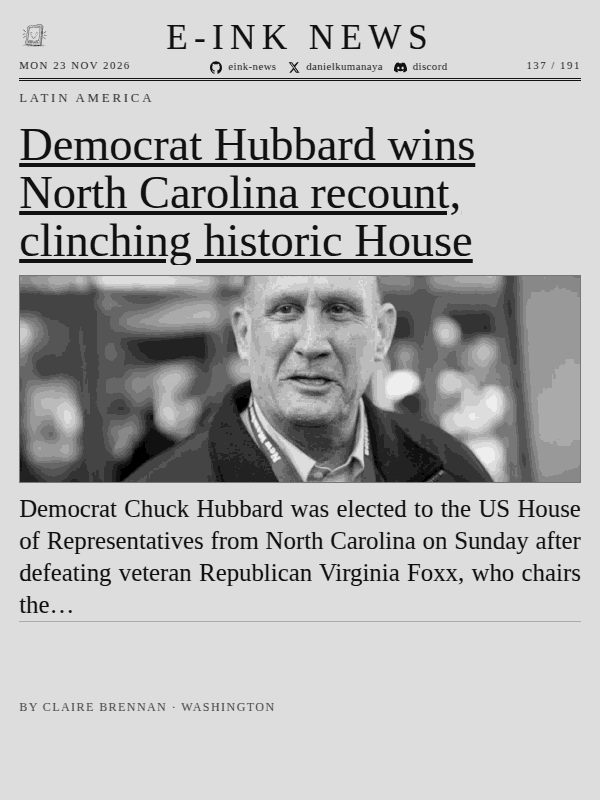 E-INK NEWS
MON 23 NOV 2026
eink-news
danielkumanaya
discord
137 / 191
LATIN AMERICA
Democrat Hubbard wins
North Carolina recount,
clinching historic House
Democrat Chuck Hubbard was elected to the US House
of Representatives from North Carolina on Sunday after
defeating veteran Republican Virginia Foxx, who chairs
the…
BY CLAIRE BRENNAN · WASHINGTON